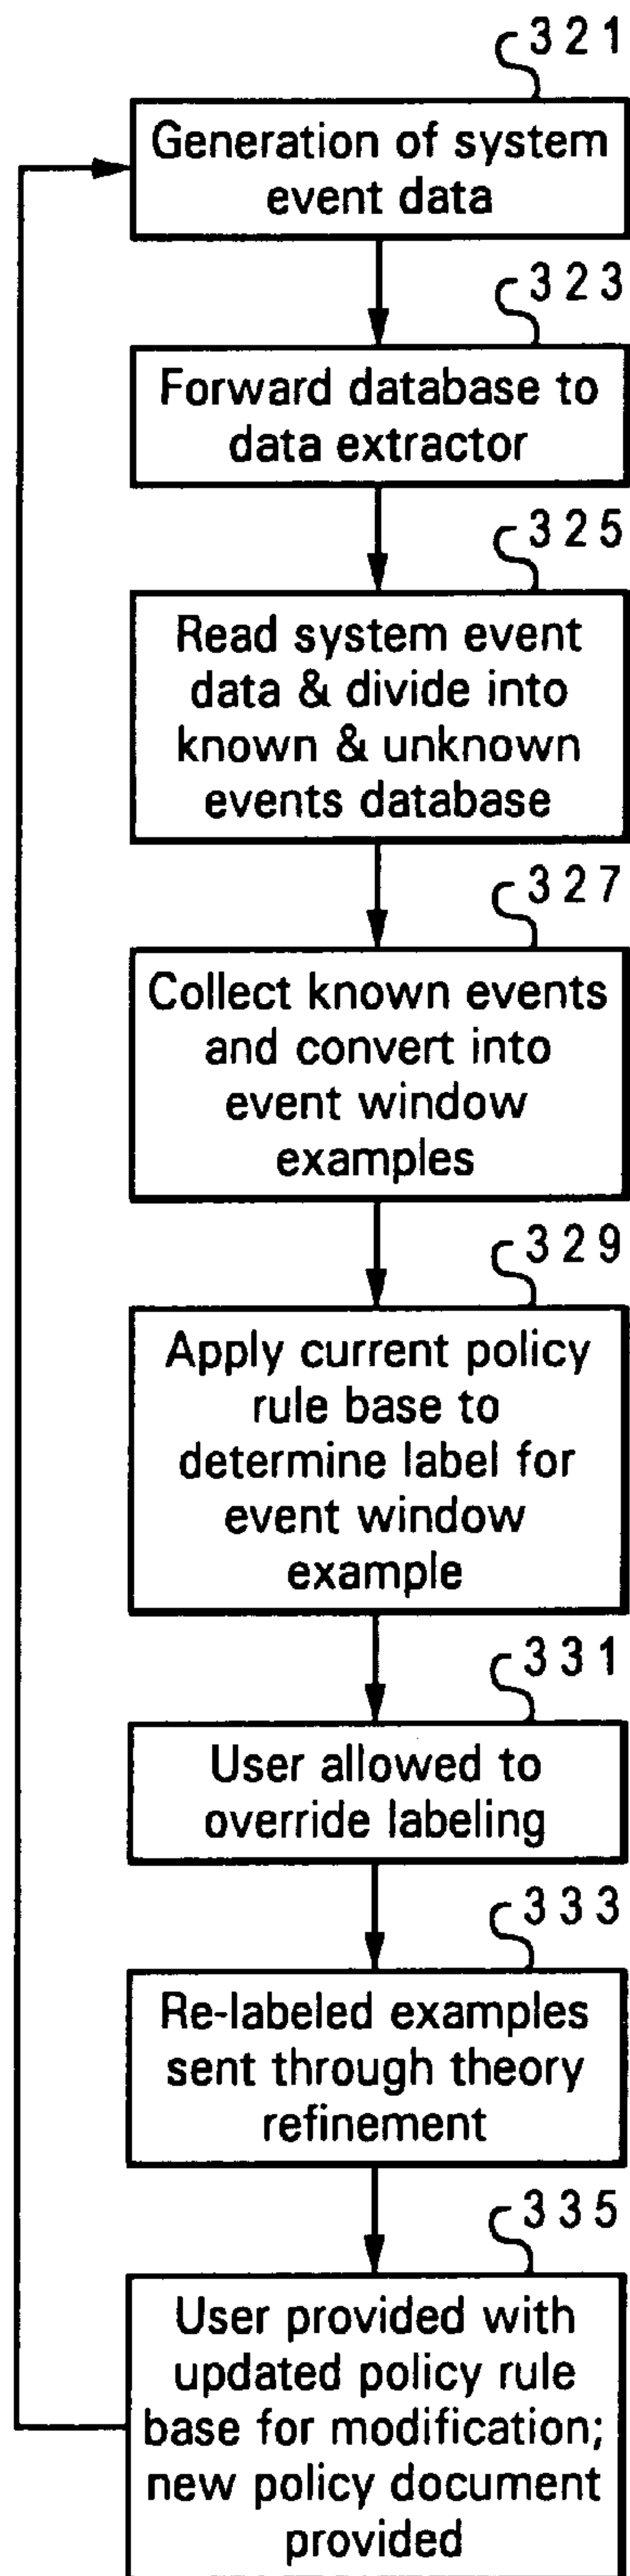 321
Generation of system
event data
323
Forward database to
data extractor
325
Read system event
data & divide into
known & unknown
events database
327
Collect known events
and convert into
event window
examples
329
Apply current policy
rule base to
determine label for
event window
example
331
User allowed to
override labeling
333
Re-labeled examples
sent through theory
refinement
335
User provided with
updated policy rule
base for modification;
new policy document
provided